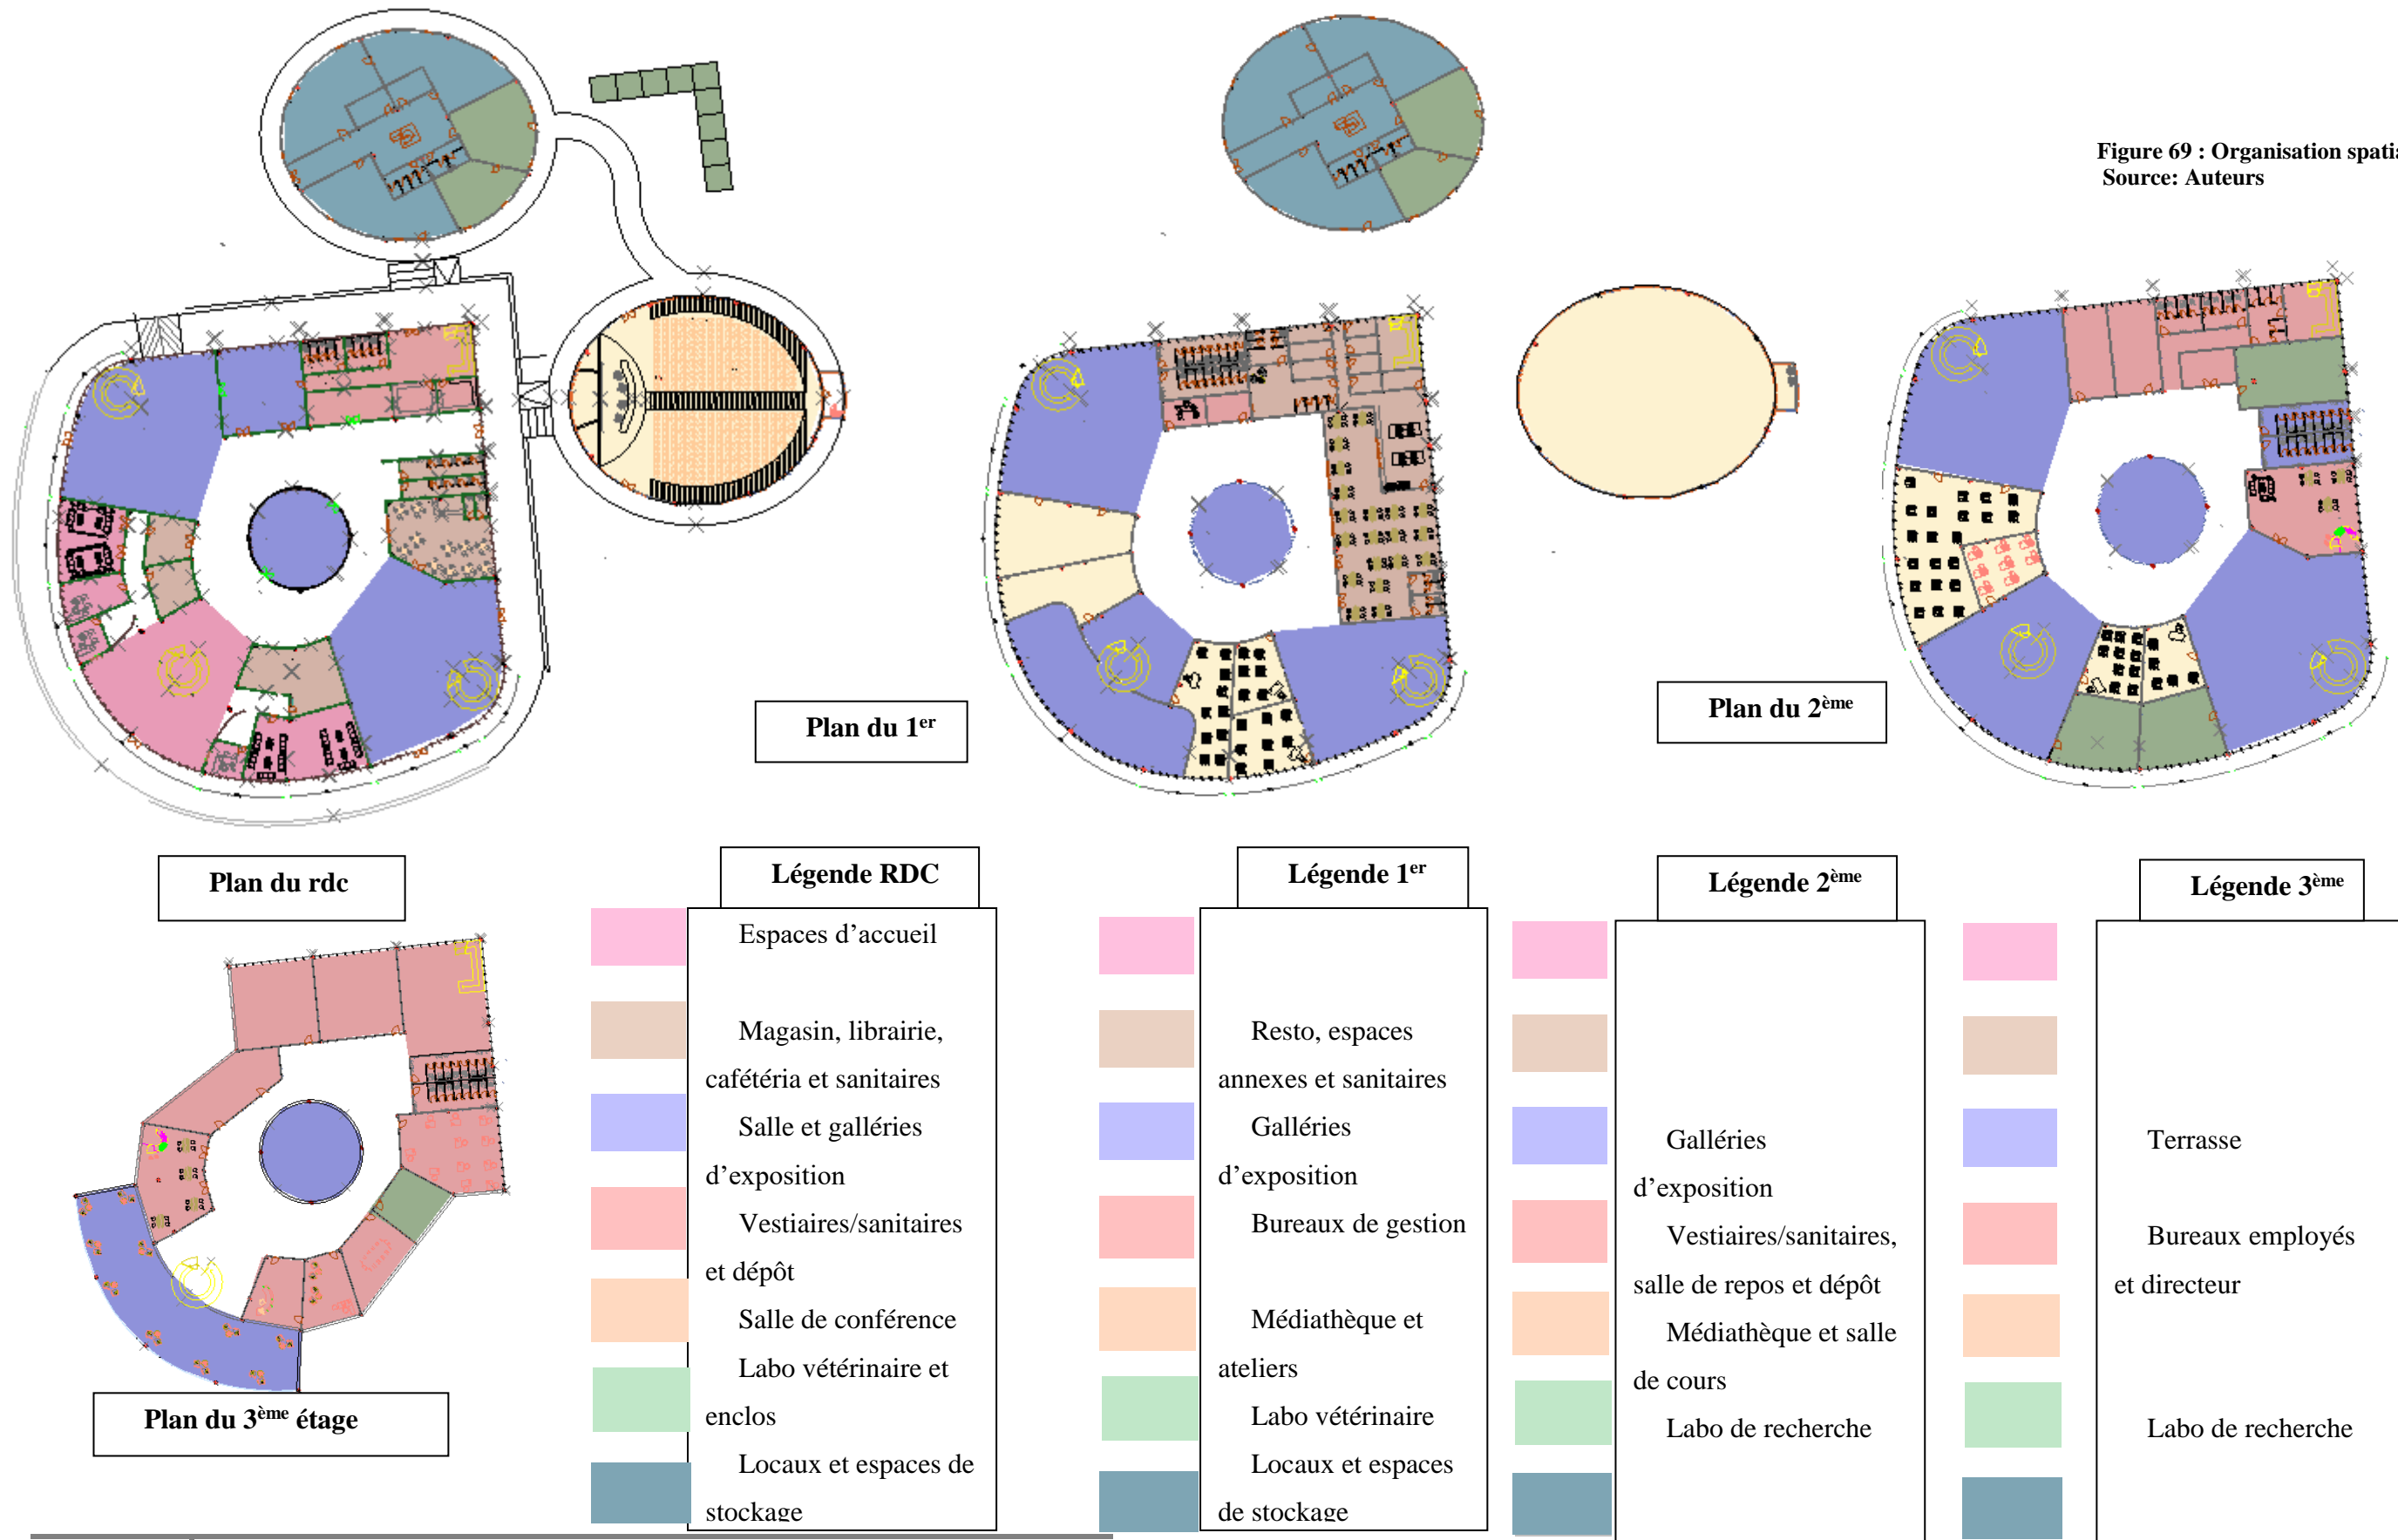 Figure 69 : Organisation
Source: Auteurs
Plan du 1er
Plan du 2ème
Plan du rdc
Plan du 3ème étage
Légende RDC
Espaces d’accueil
Magasin, librairie,
cafétéria et sanitaires
Salle et galléries
d’exposition
Vestiaires/sanitaires
et dépôt
Salle de conférence
Labo vétérinaire et
enclos
Locaux et espaces de
stockage
Légende 1er
Resto, espaces
annexes et sanitaires
Galléries
d’exposition
Bureaux de gestion
Médiathèque et
ateliers
Labo vétérinaire
Locaux et espaces
de stockage
Légende 2ème
Galléries
d’exposition
Vestiaires/sanitaires,
salle de repos et dépôt
Médiathèque et salle
de cours
Labo de recherche
Légende 3ème
Terrasse
Bureaux employés
et directeur
Labo de recherche